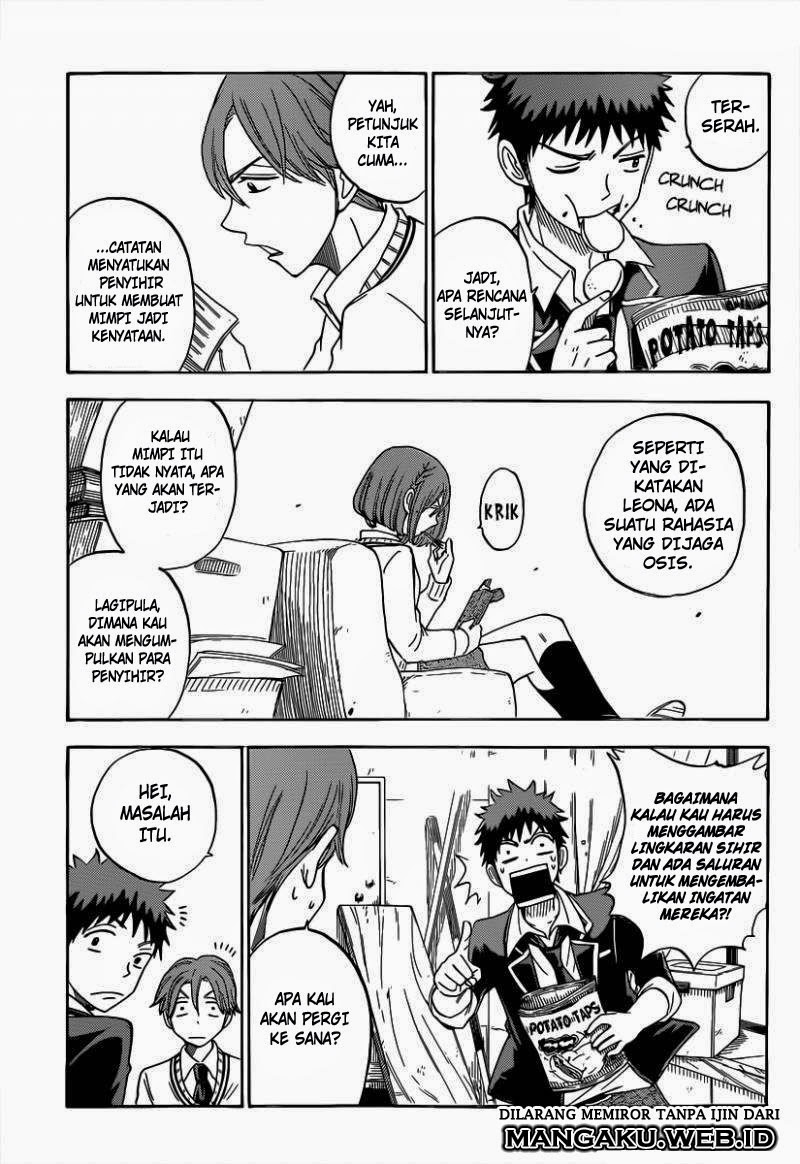 TER-
SERAH.
CRUNCH
CRUNCH
JADI,
APA RENCANA
SELANJUT-
NYA?
POTATO TAPS
YAH,
PETUNJUK
KITA
CUMA...
...CATATAN
MENYATUKAN
PENYIHIR
UNTUK MEMBUAT
MIMPI JADI
KENYATAAN.
SEPERTI
YANG DI-
KATAKAN
LEONA, ADA
SUATU RAHASIA
YANG DIJAGA
OSIS.
KRIK
KALAU
MIMPI ITU
TIDAK NYATA, APA
YANG AKAN TER-
JADI?
LAGIPULA,
DIMANA KAU
AKAN MENGUM-
PULKAN PARA
PENYIHIR?
BAGAIMANA
KALAU KAU HARUS
MENGGAMBAR
LINGKARAN SIHIR
DAN ADA SALURAN
UNTUK MENGEMBA-
LIKAN INGATAN
MEREKA?!
POTATO TAPS
APA KAU
AKAN PERGI
KE SANA?
HEI,
MASALAH
ITU.
DILARANG MEMIROR TANPA IJIN DARI
MANGAKU.WEB.ID